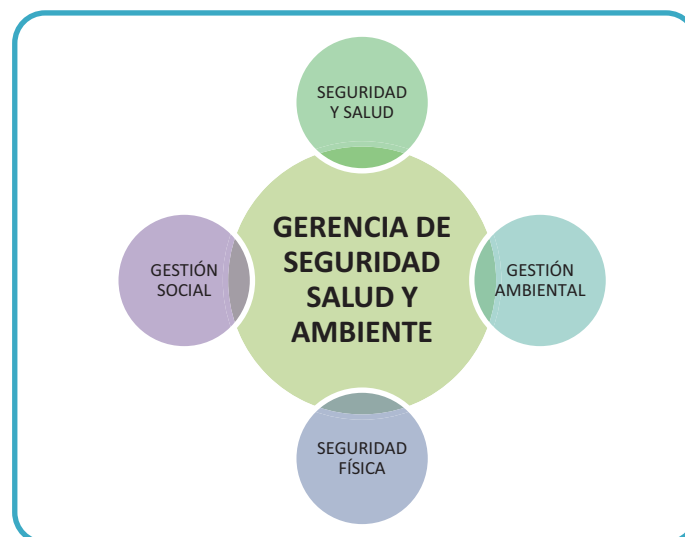 SEGURIDAD
Y SALUD
GERENCIA DE
SEGURIDAD
SALUD Y
AMBIENTE
GESTIÓN
SOCIAL
GESTIÓN
AMBIENTAL
SEGURIDAD
FÍSICA